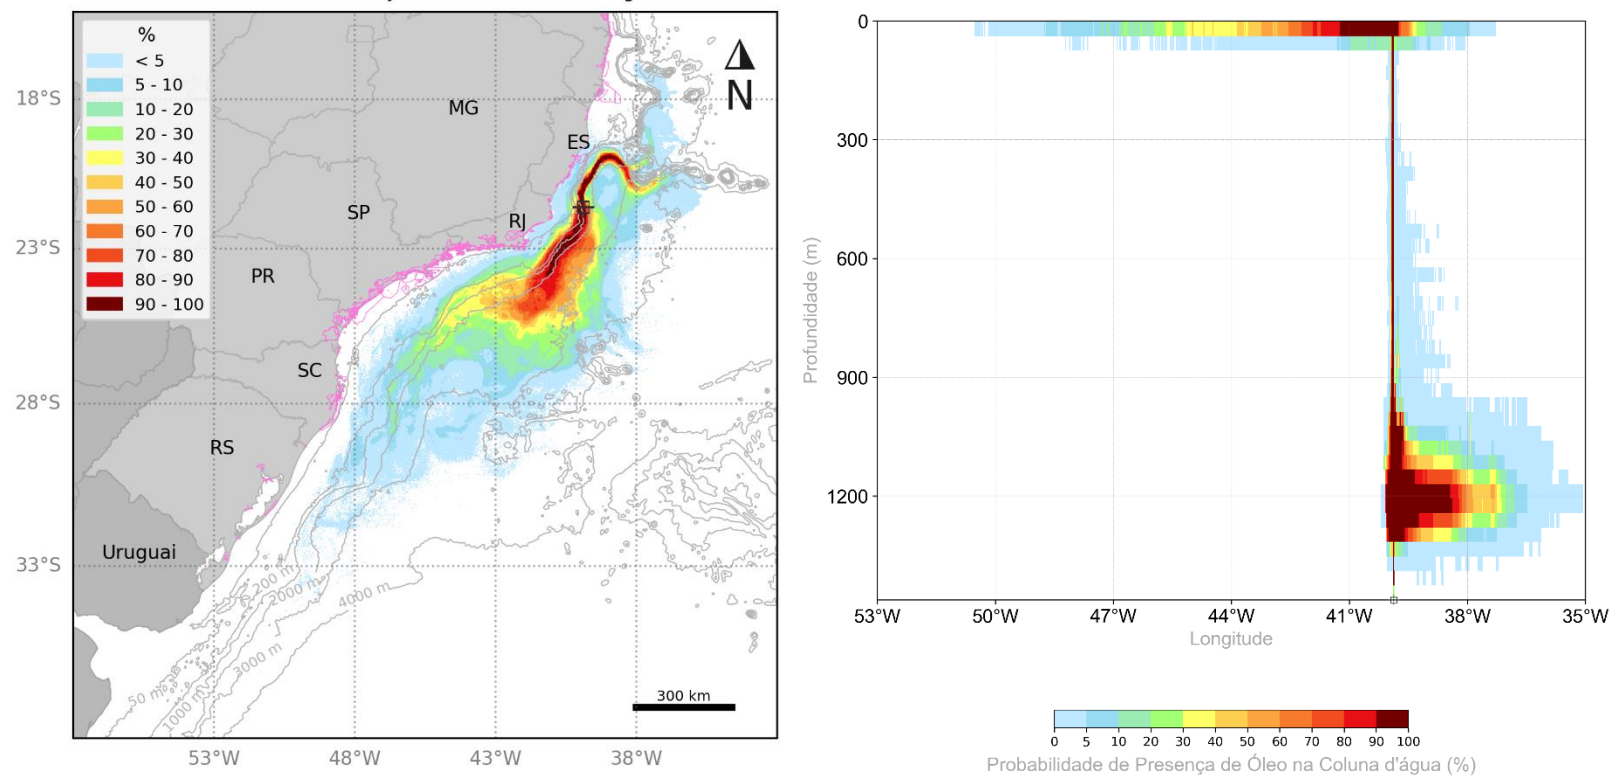 %
< 5
5 - 10
10 - 20
20 - 30
30 - 40
40 - 50
50 - 60
60 - 70
70 - 80
80 - 90
90 - 100
N
MG
ES
SP
RJ
PR
SC
RS
Uruguai
18°S
23°S
28°S
33°S
53°W
48°W
43°W
38°W
200 m
2000 m
4000 m
3000 m
50 m
1000 m
300 km
0
300
600
900
1200
Profundidade (m)
53°W
50°W
47°W
44°W
41°W
38°W
35°W
Longitude
0 5 10 20 30 40 50 60 70 80 90 100
Probabilidade de Presença de Óleo na Coluna d'água (%)